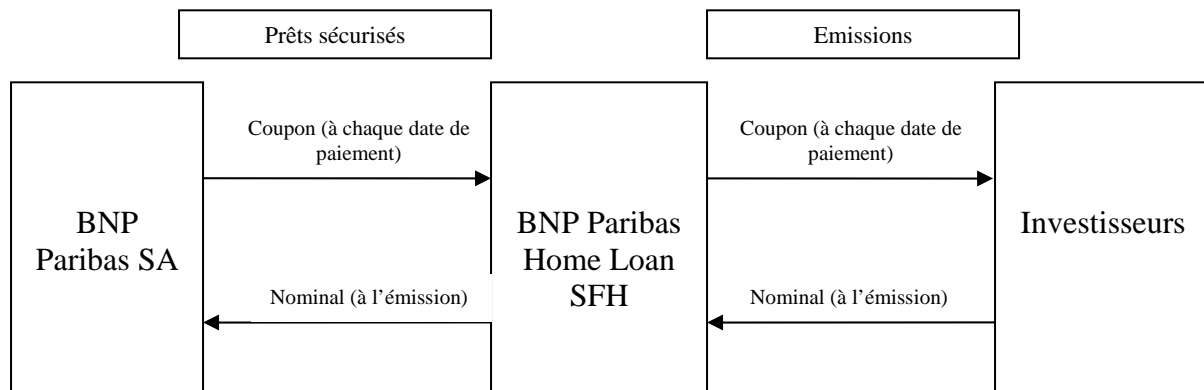 Prêts sécurisés
Emissions
Coupon (à chaque date de
paiement)
Coupon (à chaque date de
paiement)
BNP
Paribas SA
BNP Paribas
Home Loan
SFH
Investisseurs
Nominal (à l’émission)
Nominal (à l’émission)